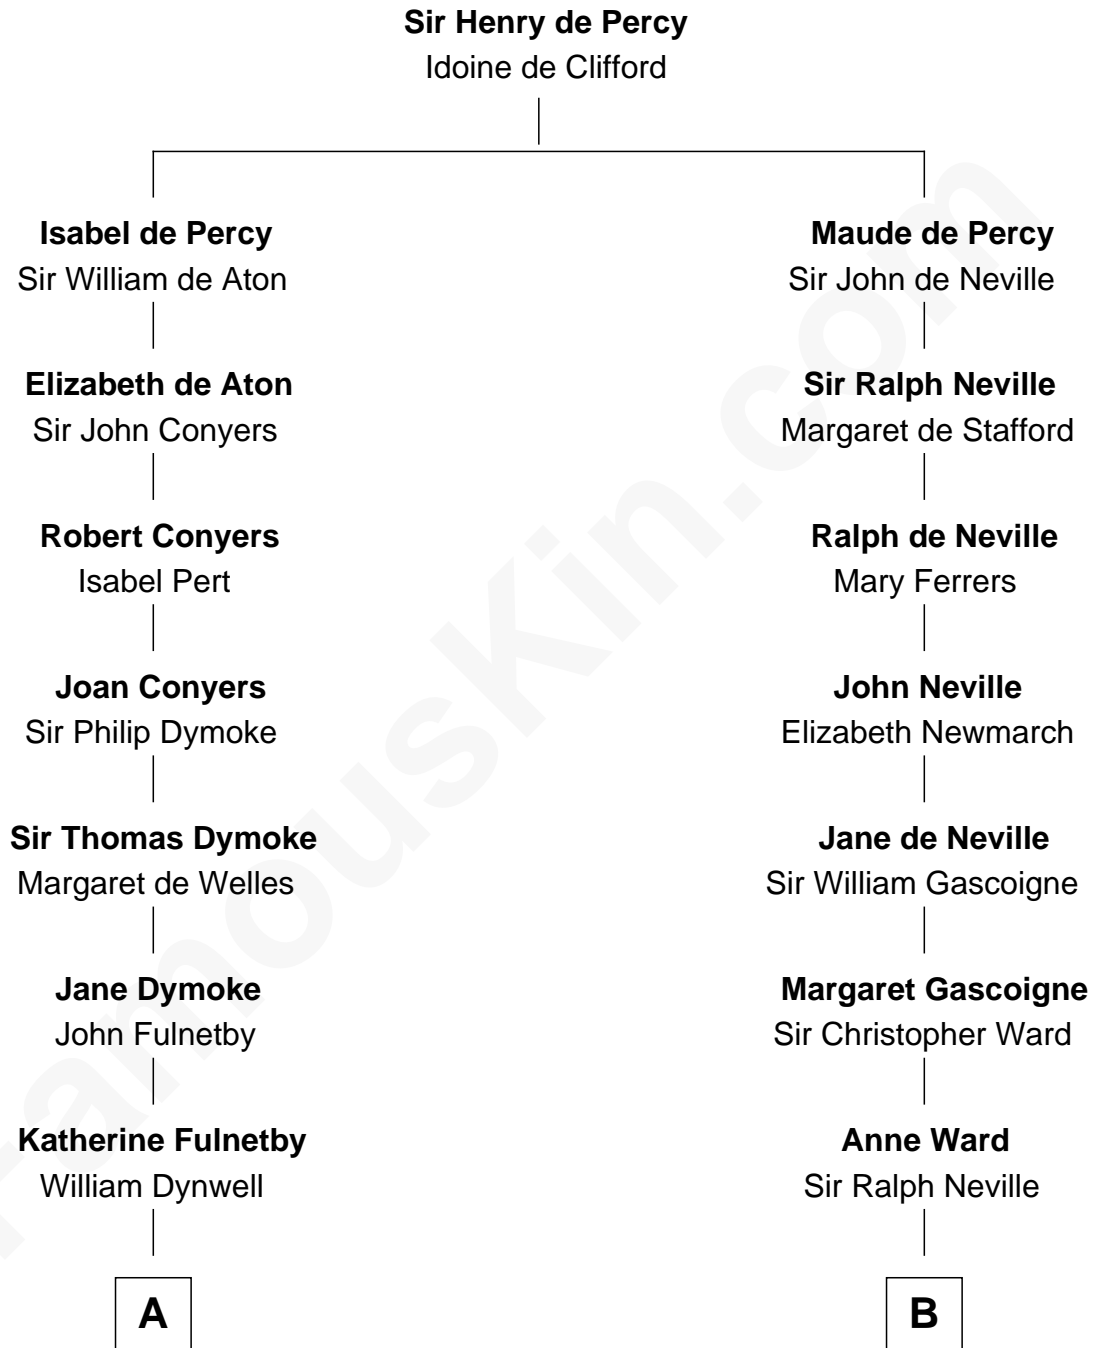 Sir Henry de Percy
Idoine de Clifford
Isabel de Percy
Sir William de Aton
Maude de Percy
Sir John de Neville
Elizabeth de Aton
Sir John Conyers
Sir Ralph Neville
Margaret de Stafford
Robert Conyers
Isabel Pert
Ralph de Neville
Mary Ferrers
Joan Conyers
Sir Philip Dymoke
John Neville
Elizabeth Newmarch
Sir Thomas Dymoke
Margaret de Welles
Jane de Neville
Sir William Gascoigne
Jane Dymoke
John Fulnetby
Margaret Gascoigne
Sir Christopher Ward
Katherine Fulnetby
William Dynwell
Anne Ward
Sir Ralph Neville
A
B
FamousKin.com